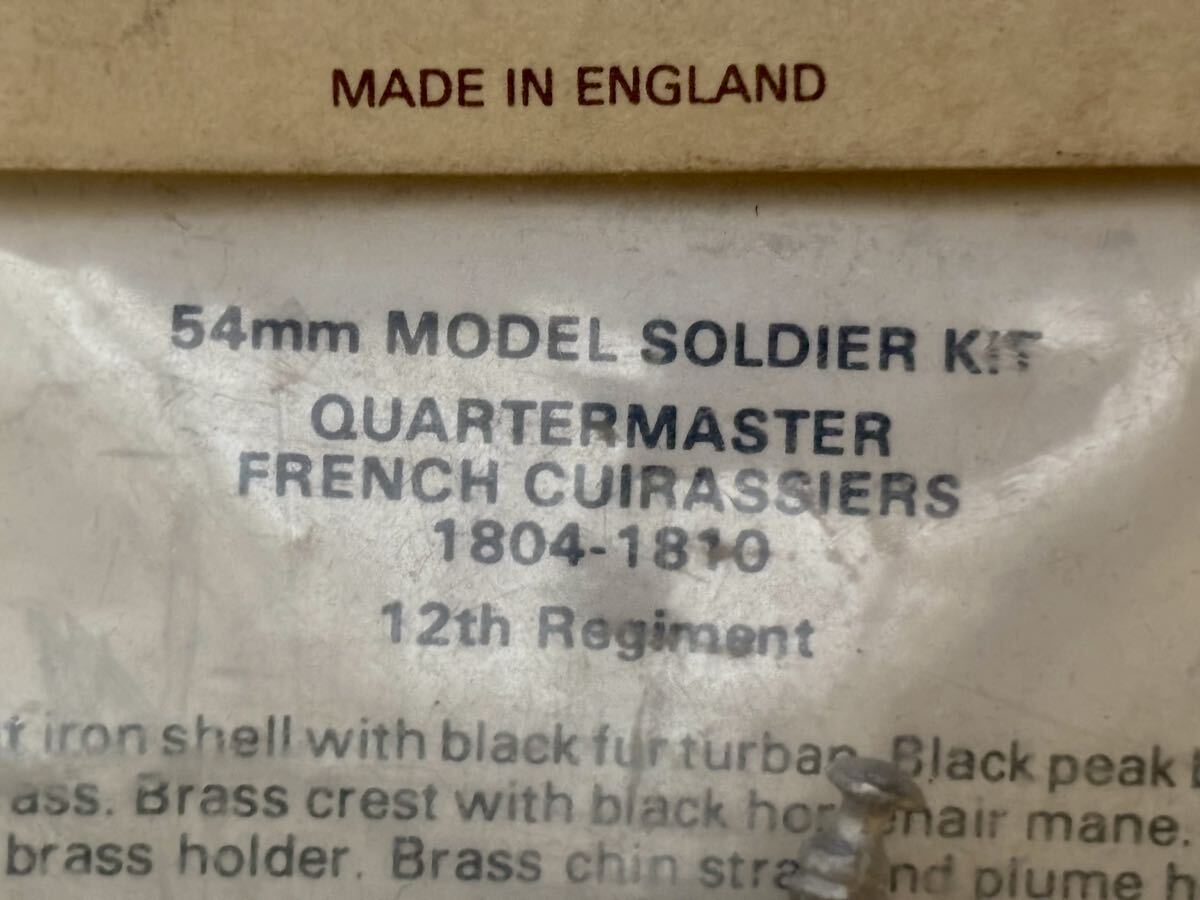 MADE IN ENGLAND
54mm MODEL SOLDIER KIT
QUARTERMASTER
FRENCH CUIRASSIERS
1804-1810
12th Regiment
iron shell with black fur turban. Black peak
ass. Brass crest with black horsehair mane.
brass holder. Brass chin strap and plume h